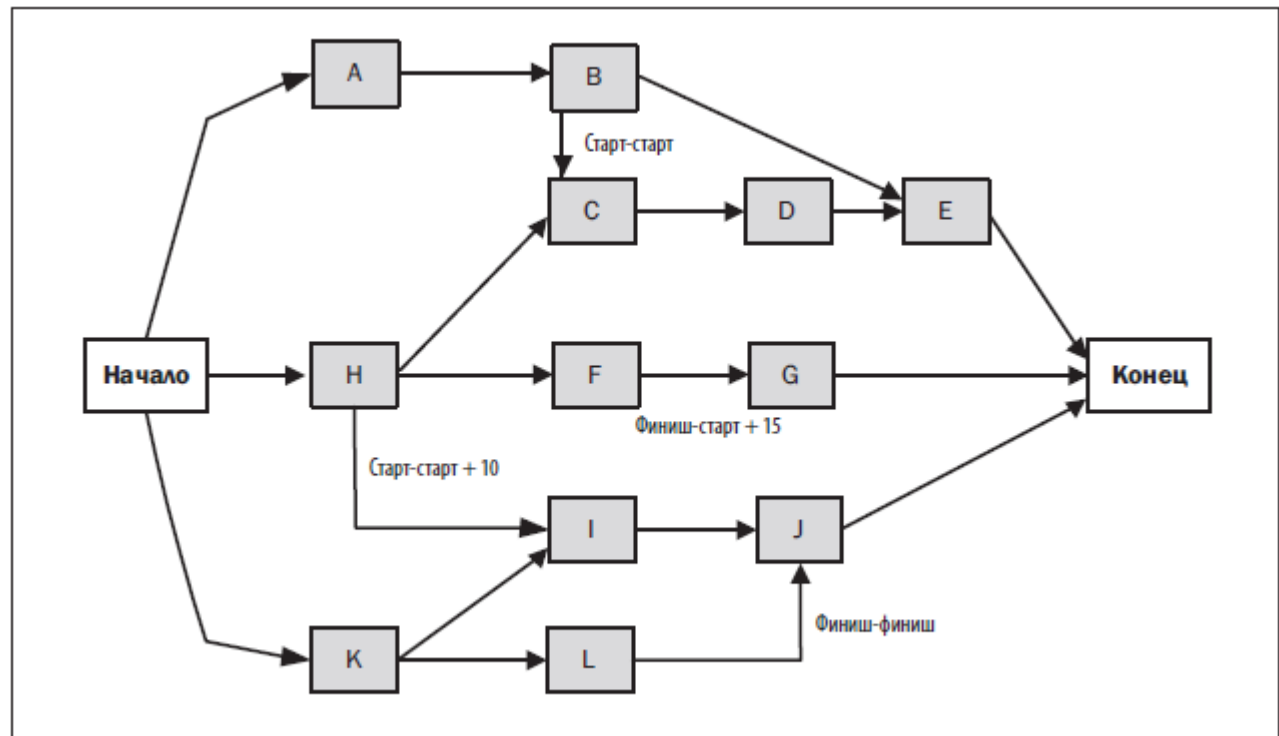 A
B
Старт-старт
C
D
E
Начало
H
F
G
Конец
Финиш-старт + 15
Старт-старт + 10
I
J
Финиш-финиш
K
L